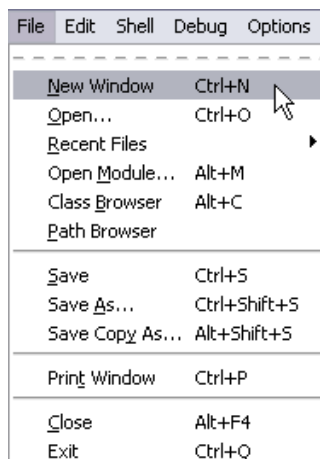 File Edit Shell Debug Options
New Window Ctrl+N
Open... Ctrl+O
Recent Files
Open Module... Alt+M
Class Browser Alt+C
Path Browser
Save Ctrl+S
Save As... Ctrl+Shift+S
Save Copy As... Alt+Shift+S
Print Window Ctrl+P
Close Alt+F4
Exit Ctrl+Q